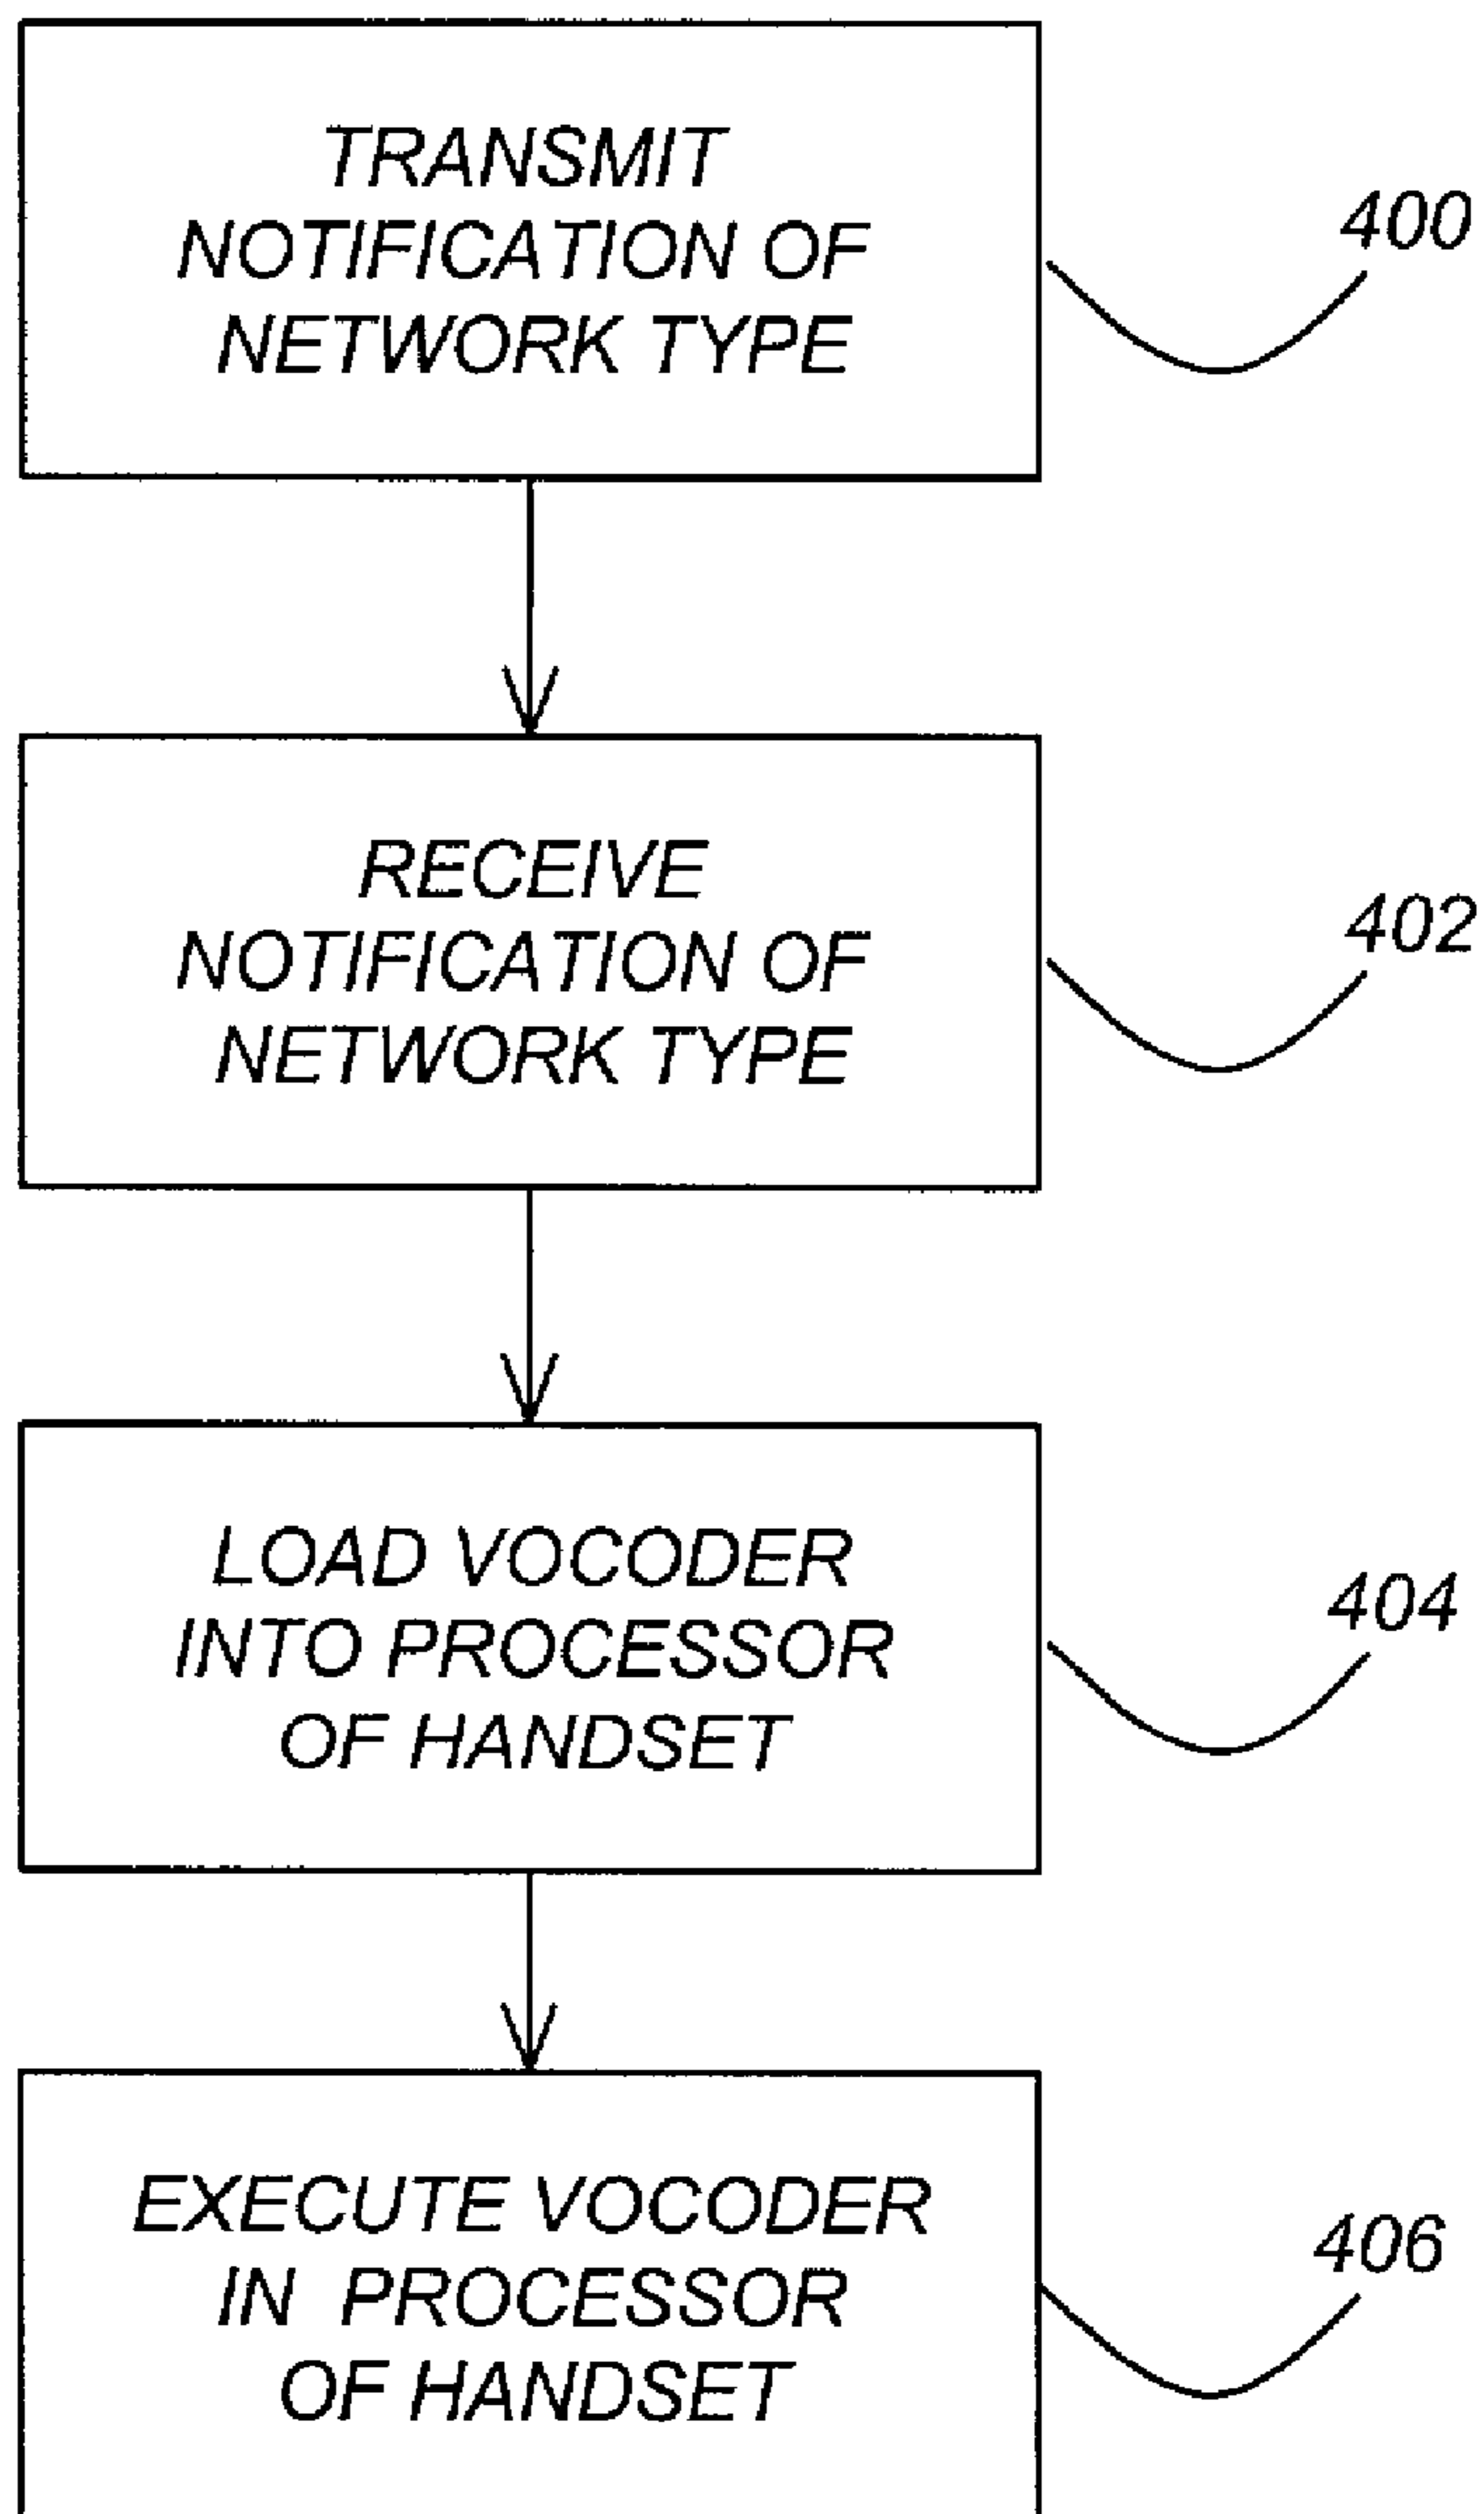 TRANSMIT
NOTIFICATION OF
NETWORK TYPE
400
RECEIVE
NOTIFICATION OF
NETWORK TYPE
402
LOAD VOCODER
INTO PROCESSOR
OF HANDSET
404
EXECUTE VOCODER
IN PROCESSOR
OF HANDSET
406